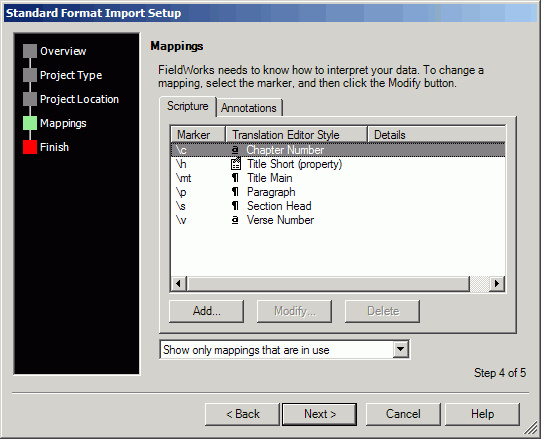 Standard Format Import Setup
Overview
Project Type
Project Location
Mappings
Finish
Mappings
FieldWorks needs to know how to interpret your data. To change a
mapping, select the marker, and then click the Modify button.
Scripture Annotations
Marker Translation Editor Style Details
\c a Chapter Number
\h Title Short (property)
\mt ¶ Title Main
\p ¶ Paragraph
\s ¶ Section Head
\v a Verse Number
Add... Modify... Delete
Show only mappings that are in use
Step 4 of 5
< Back Next > Cancel Help